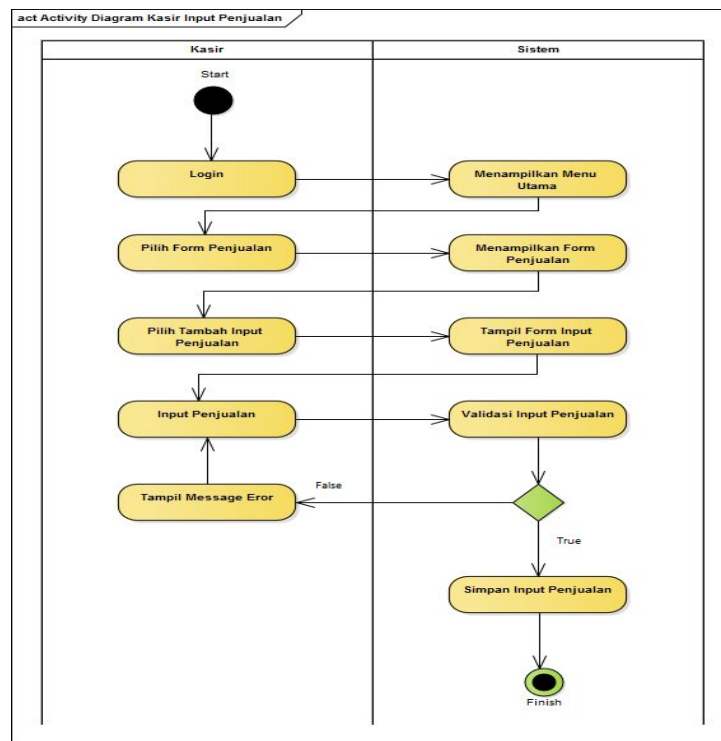 act Activity Diagram Kasir Input Penjualan
Kasir
Sistem
Start
Login
Menampilkan Menu
Utama
Pilih Form Penjualan
Menampilkan Form
Penjualan
Pilih Tambah Input
Penjualan
Tampil Form Input
Penjualan
Input Penjualan
Validasi Input Penjualan
Tampil Message Eror
False
True
Simpan Input Penjualan
Finish